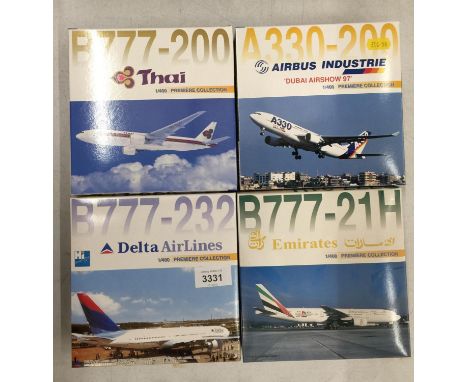 B777-200
Thai
1/400 PREMIERE COLLECTION
A330-200
AIRBUS INDUSTRIE
'DUBAI AIRSHOW 97'
1/400 PREMIERE COLLECTION
A330
B777-232
Delta AirLines
1/400 PREMIERE COLLECTION
3331
B777-21H
Emirates الإمارات
1/400 PREMIERE COLLECTION